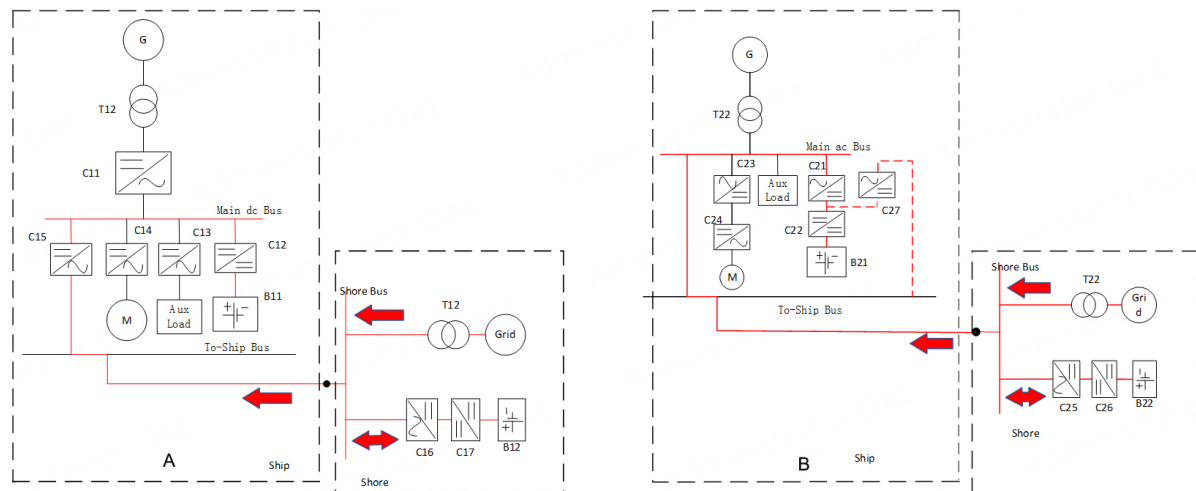 G
T12
C11
Main dc Bus
C15
C14
C13
C12
M
Aux
Load
B11
To-Ship Bus
A
Ship
Shore Bus
T12
Grid
C16
C17
B12
Shore
G
T22
Main ac Bus
C23
Aux
Load
C21
C27
C24
C22
M
B21
To-Ship Bus
B
Ship
Shore Bus
T22
Gri
d
C25
C26
B22
Shore